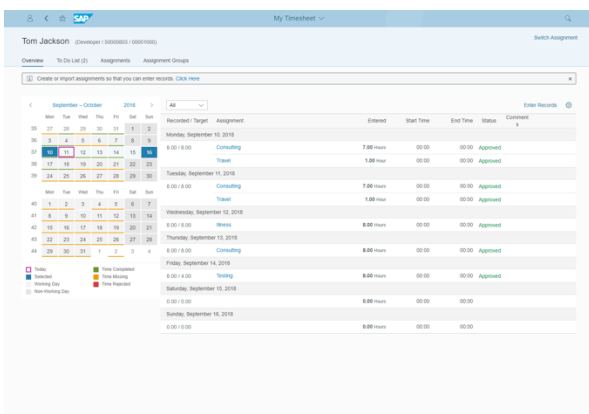 SAP
My Timesheet
Tom Jackson (Developer / 00000803 / 00001000)
Switch Assignment
Overview To Do List (2) Assignments Assignment Groups
Create or import assignments so that you can enter records. Click Here
September – October 2018
All
Enter Records
Mon Tue Wed Thu Fri Sat Sun
35 27 28 29 30 31 1 2
36 3 4 5 6 7 8 9
37 10 11 12 13 14 15 16
38 17 18 19 20 21 22 23
39 24 25 26 27 28 29 30
Mon Tue Wed Thu Fri Sat Sun
40 1 2 3 4 5 6 7
41 8 9 10 11 12 13 14
42 15 16 17 18 19 20 21
43 22 23 24 25 26 27 28
44 29 30 31 1 2 3 4
Today
Selected
Working Day
Non-Working Day
Time Completed
Time Missing
Time Rejected
Recorded / Target Assignment Entered Start Time End Time Status Comment
Monday, September 10, 2018
8.00 / 8.00 Consulting 7.00 Hours 00:00 00:00 Approved
Travel 1.00 Hour 00:00 00:00 Approved
Tuesday, September 11, 2018
8.00 / 8.00 Consulting 7.00 Hours 00:00 00:00 Approved
Travel 1.00 Hour 00:00 00:00 Approved
Wednesday, September 12, 2018
8.00 / 8.00 Illness 8.00 Hours 00:00 00:00 Approved
Thursday, September 13, 2018
8.00 / 8.00 Consulting 8.00 Hours 00:00 00:00 Approved
Friday, September 14, 2018
8.00 / 4.00 Testing 8.00 Hours 00:00 00:00 Approved
Saturday, September 15, 2018
0.00 / 0.00 0.00 Hours 00:00 00:00
Sunday, September 16, 2018
0.00 / 0.00 0.00 Hours 00:00 00:00